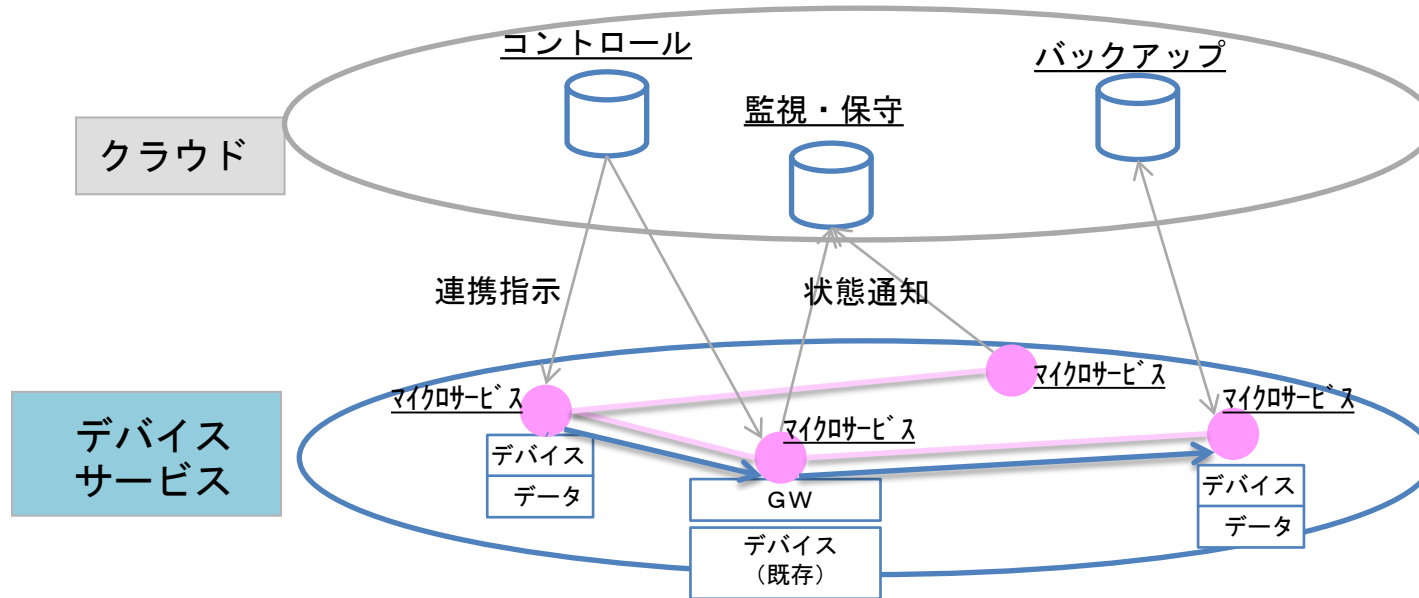 コントロール
バックアップ
監視・保守
クラウド
連携指示
状態通知
ﾏｲｸﾛｻｰﾋﾞｽ
ﾏｲｸﾛｻｰﾋﾞｽ
ﾏｲｸﾛｻｰﾋﾞｽ
ﾏｲｸﾛｻｰﾋﾞｽ
デバイス
サービス
デバイス
データ
ＧＷ
デバイス
（既存）
デバイス
データ